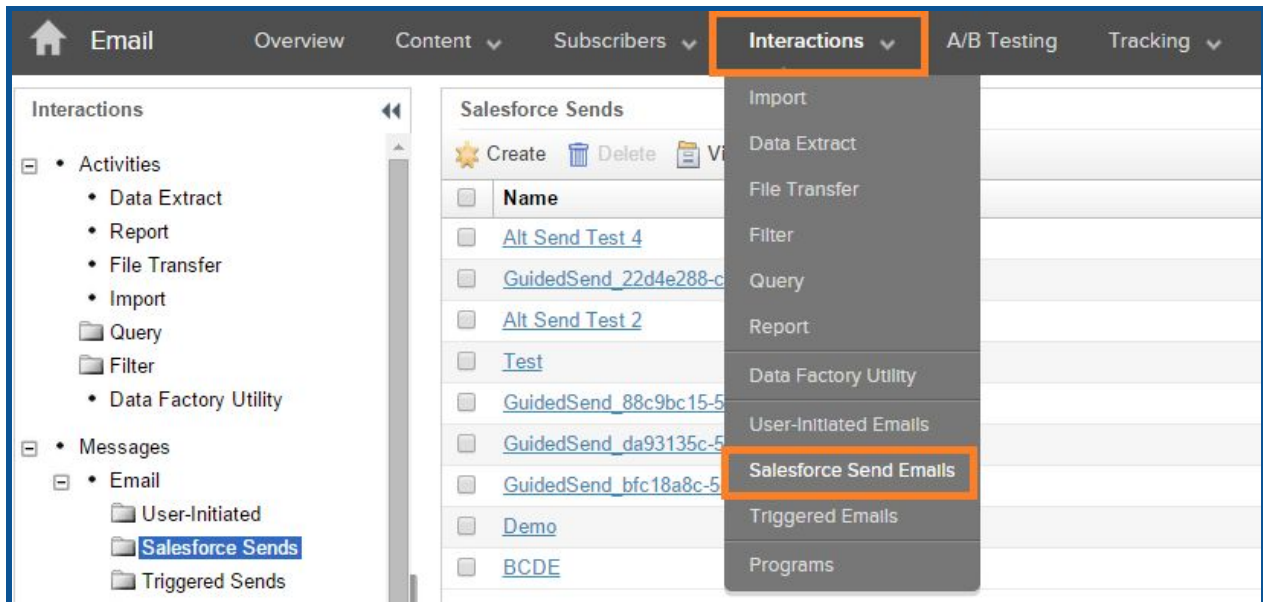 Email Overview Content Subscribers Interactions A/B Testing Tracking
Interactions
Activities
Data Extract
Report
File Transfer
Import
Query
Filter
Data Factory Utility
Messages
Email
User-Initiated
Salesforce Sends
Triggered Sends
Salesforce Sends
Create Delete Vi
Name
Alt Send Test 4
GuidedSend_22d4e288-c
Alt Send Test 2
Test
GuidedSend_88c9bc15-5
GuidedSend_da93135c-5
GuidedSend_bfc18a8c-5
Demo
BCDE
Import
Data Extract
File Transfer
Filter
Query
Report
Data Factory Utility
User-Initiated Emails
Salesforce Send Emails
Triggered Emails
Programs